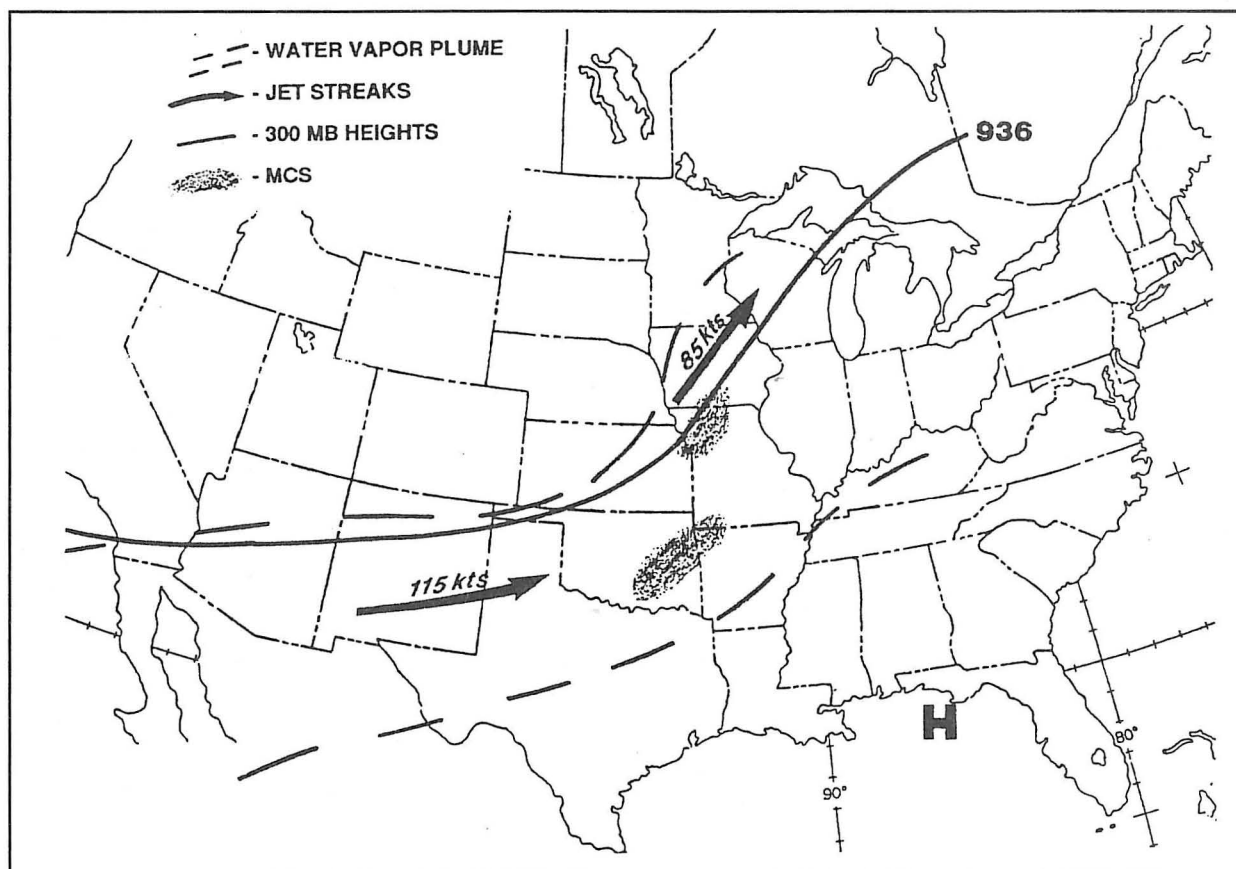 - WATER VAPOR PLUME
- JET STREAKS
- 300 MB HEIGHTS
- MCS
936
85 kts
115 kts
H
90°
80°